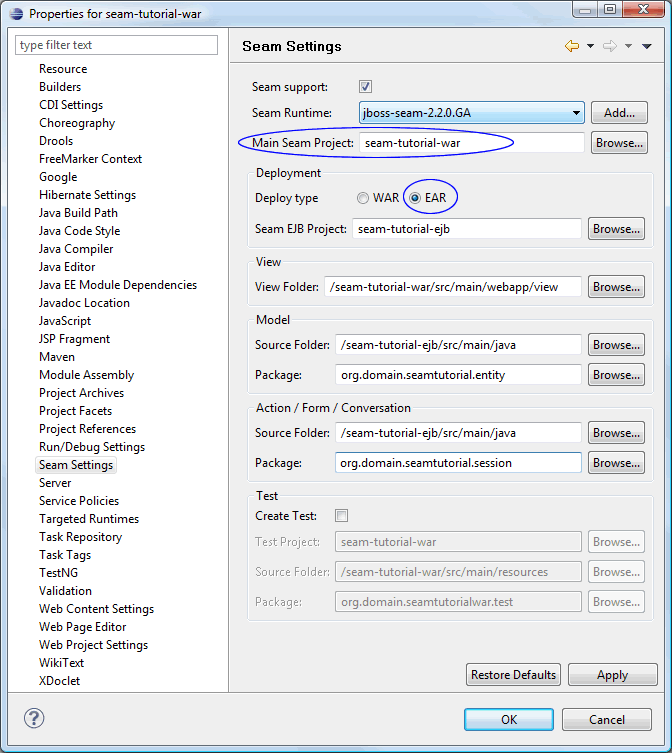 Properties for seam-tutorial-war
type filter text
Resource
Builders
CDI Settings
Choreography
Drools
FreeMarker Context
Google
Hibernate Settings
Java Build Path
Java Code Style
Java Compiler
Java Editor
Java EE Module Dependencies
Javadoc Location
JavaScript
JSP Fragment
Maven
Module Assembly
Project Archives
Project Facets
Project References
Run/Debug Settings
Seam Settings
Server
Service Policies
Targeted Runtimes
Task Repository
Task Tags
TestNG
Validation
Web Content Settings
Web Page Editor
Web Project Settings
WikiText
XDoclet
Seam Settings
Seam support:
Seam Runtime: jboss-seam-2.2.0.GA Add...
Main Seam Project: seam-tutorial-war Browse...
Deployment
Deploy type WAR EAR
Seam EJB Project: seam-tutorial-ejb Browse...
View
View Folder: /seam-tutorial-war/src/main/webapp/view Browse...
Model
Source Folder: /seam-tutorial-ejb/src/main/java Browse...
Package: org.domain.seamtutorial.entity Browse...
Action / Form / Conversation
Source Folder: /seam-tutorial-ejb/src/main/java Browse...
Package: org.domain.seamtutorial.session Browse...
Test
Create Test:
Test Project: seam-tutorial-war Browse...
Source Folder: /seam-tutorial-war/src/main/resources Browse...
Package: org.domain.seamtutorialwar.test Browse...
Restore Defaults Apply
? OK Cancel